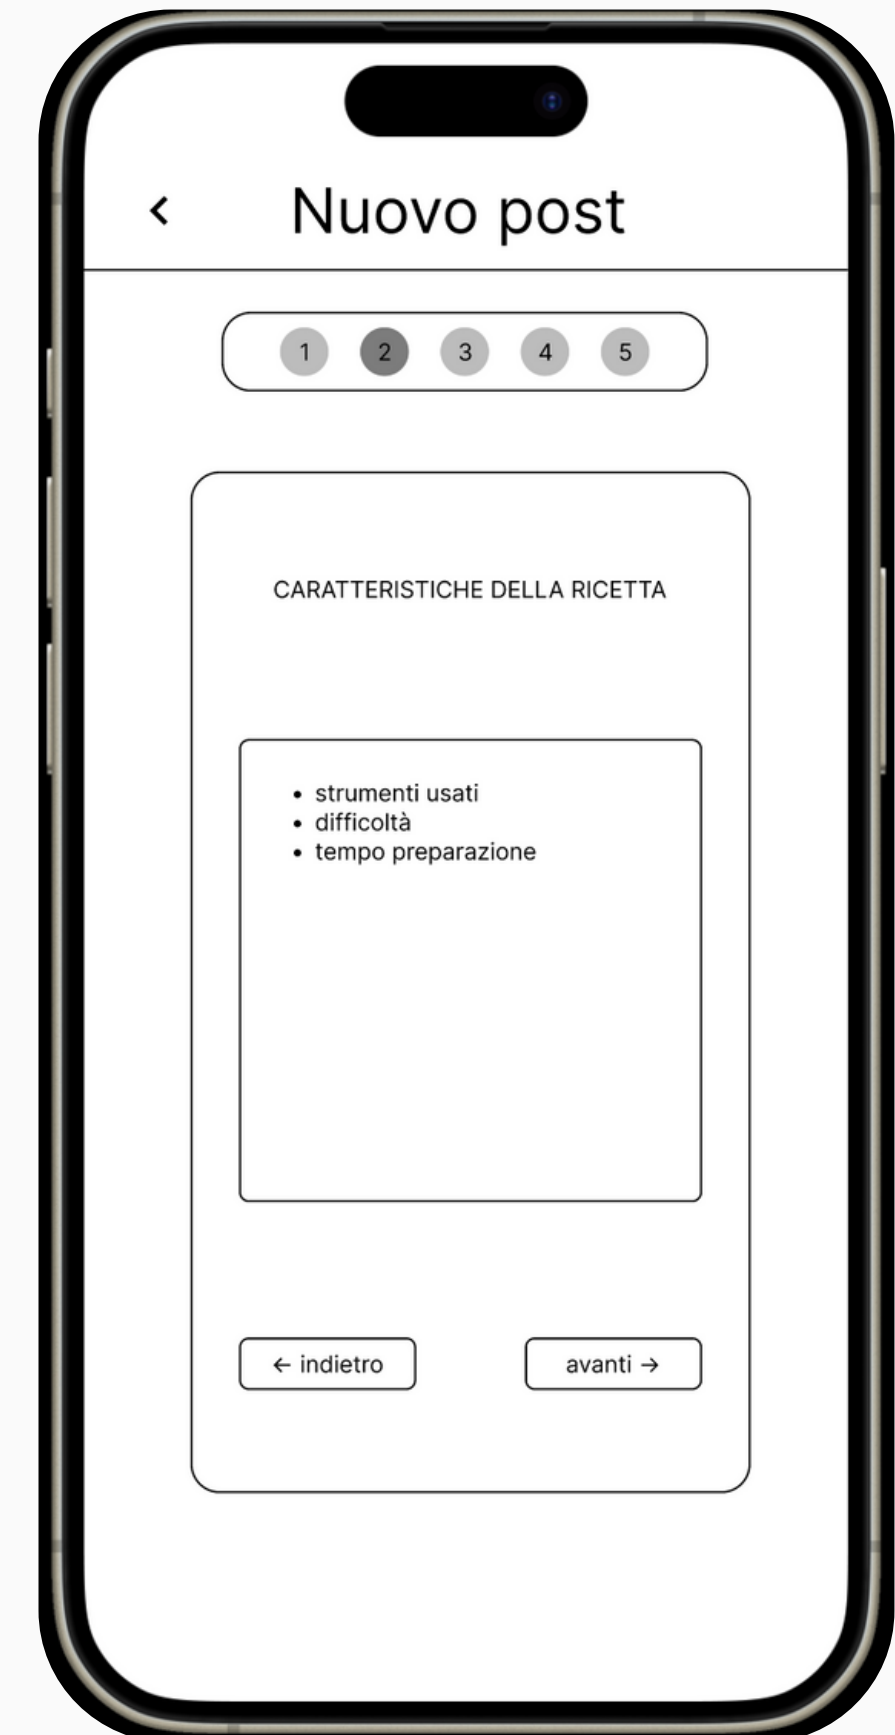 Nuovo post
1 2 3 4 5
CARATTERISTICHE DELLA RICETTA
• strumenti usati
• difficoltà
• tempo preparazione
← indietro avanti →